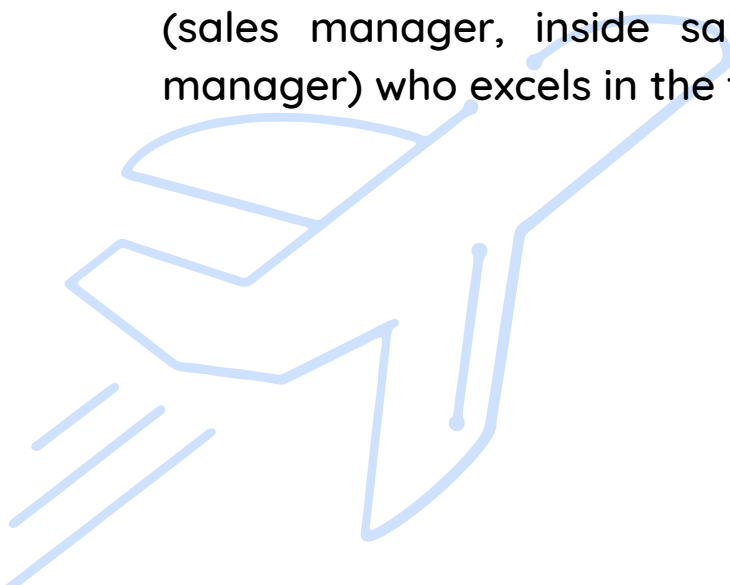 (sales manager, inside sa
manager) who excels in the